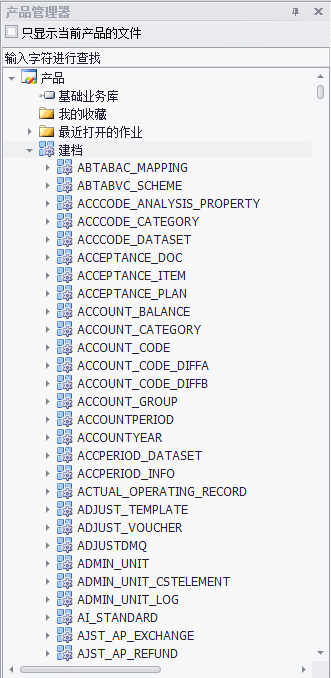 产品管理器
只显示当前产品的文件
输入字符进行查找
产品
基础业务库
我的收藏
最近打开的作业
建档
ABTABAC_MAPPING
ABTABVC_SCHEME
ACCCODE_ANALYSIS_PROPERTY
ACCCODE_CATEGORY
ACCCODE_DATASET
ACCEPTANCE_DOC
ACCEPTANCE_ITEM
ACCEPTANCE_PLAN
ACCOUNT_BALANCE
ACCOUNT_CATEGORY
ACCOUNT_CODE
ACCOUNT_CODE_DIFFA
ACCOUNT_CODE_DIFFB
ACCOUNT_GROUP
ACCOUNTPERIOD
ACCOUNTYEAR
ACCPERIOD_DATASET
ACCPERIOD_INFO
ACTUAL_OPERATING_RECORD
ADJUST_TEMPLATE
ADJUST_VOUCHER
ADJUSTDMQ
ADMIN_UNIT
ADMIN_UNIT_CSTELEMENT
ADMIN_UNIT_LOG
AI_STANDARD
AJST_AP_EXCHANGE
AJST_AP_REFUND